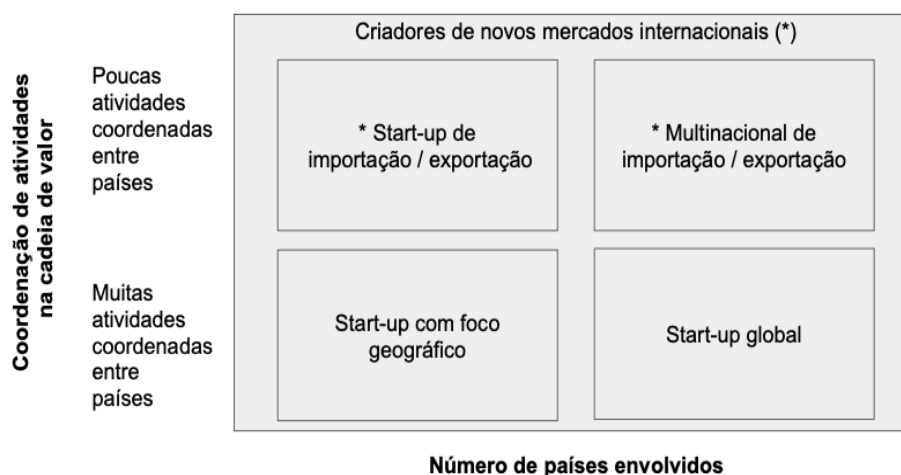 Criadores de novos mercados internacionais (*)
Coordenação de atividades
na cadeia de valor
Poucas
atividades
coordenadas
entre
países
* Start-up de
importação / exportação
* Multinacional de
importação / exportação
Muitas
atividades
coordenadas
entre
países
Start-up com foco
geográfico
Start-up global
Número de países envolvidos